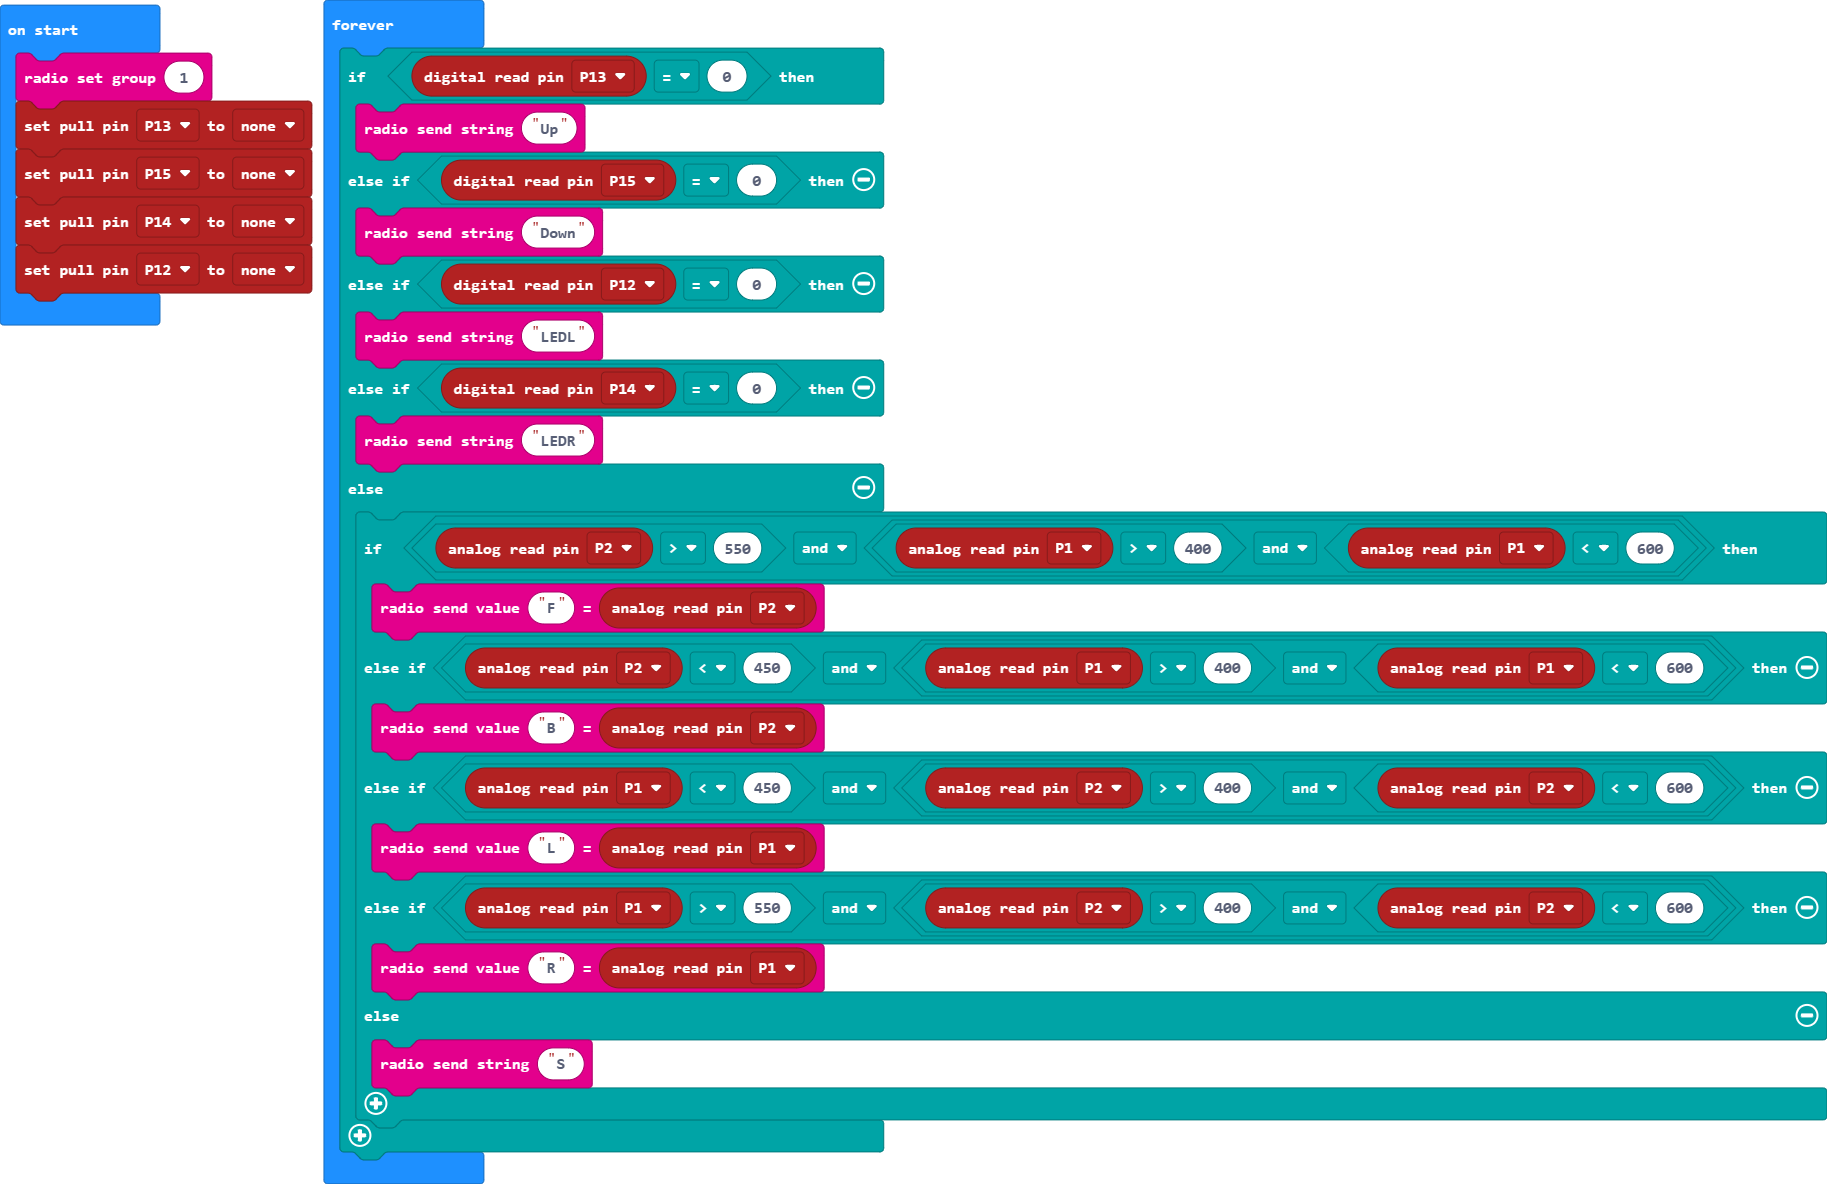 on start
radio set group 1
set pull pin P13 to none
set pull pin P15 to none
set pull pin P14 to none
set pull pin P12 to none
forever
if digital read pin P13 = 0 then
radio send string "Up"
else if digital read pin P15 = 0 then
radio send string "Down"
else if digital read pin P12 = 0 then
radio send string "LEDL"
else if digital read pin P14 = 0 then
radio send string "LEDR"
else
if analog read pin P2 > 550 and analog read pin P1 > 400 and analog read pin P1 < 600 then
radio send value "F" = analog read pin P2
else if analog read pin P2 < 450 and analog read pin P1 > 400 and analog read pin P1 < 600 then
radio send value "B" = analog read pin P2
else if analog read pin P1 < 450 and analog read pin P2 > 400 and analog read pin P2 < 600 then
radio send value "L" = analog read pin P1
else if analog read pin P1 > 550 and analog read pin P2 > 400 and analog read pin P2 < 600 then
radio send value "R" = analog read pin P1
else
radio send string "S"